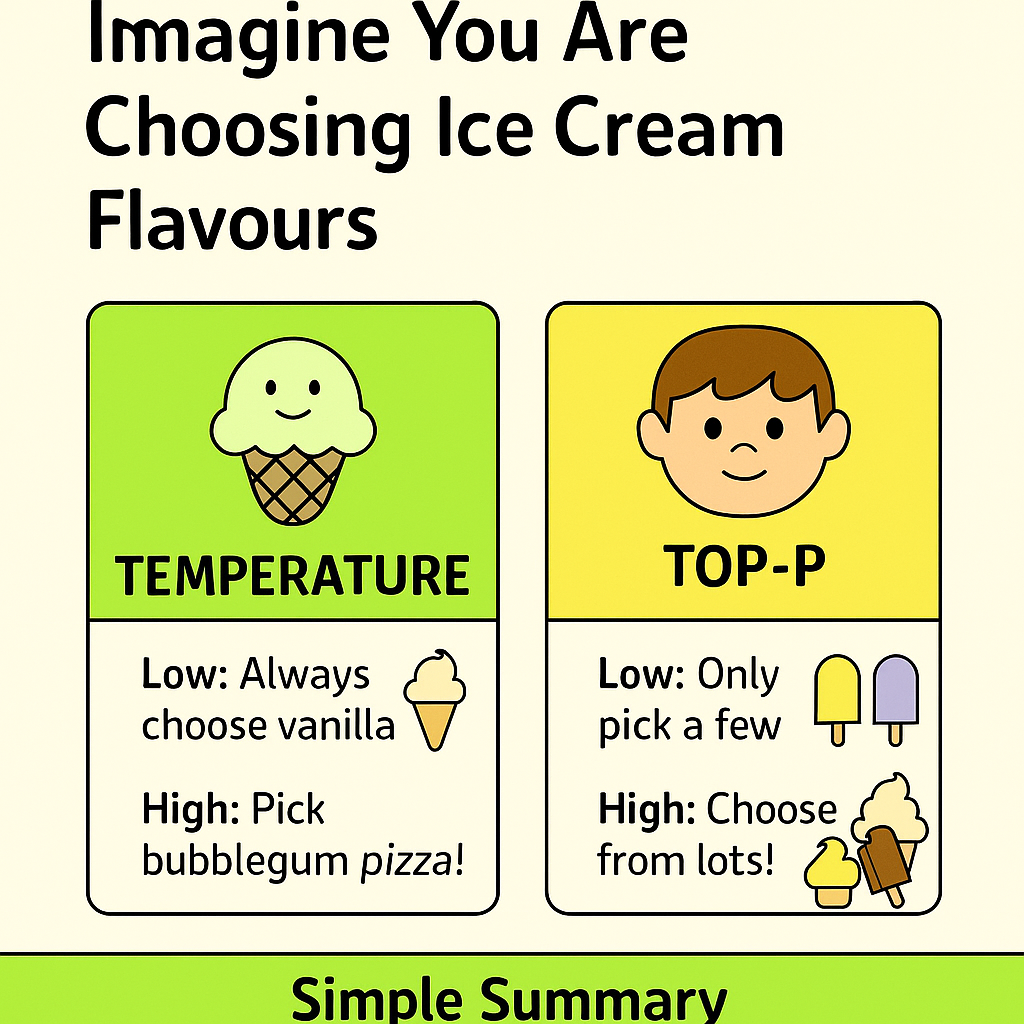 Imagine You Are
Choosing Ice Cream
Flavours
TEMPERATURE
Low: Always
choose vanilla
High: Pick
bubblegum pizza!
TOP-P
Low: Only
pick a few
High: Choose
from lots!
Simple Summary